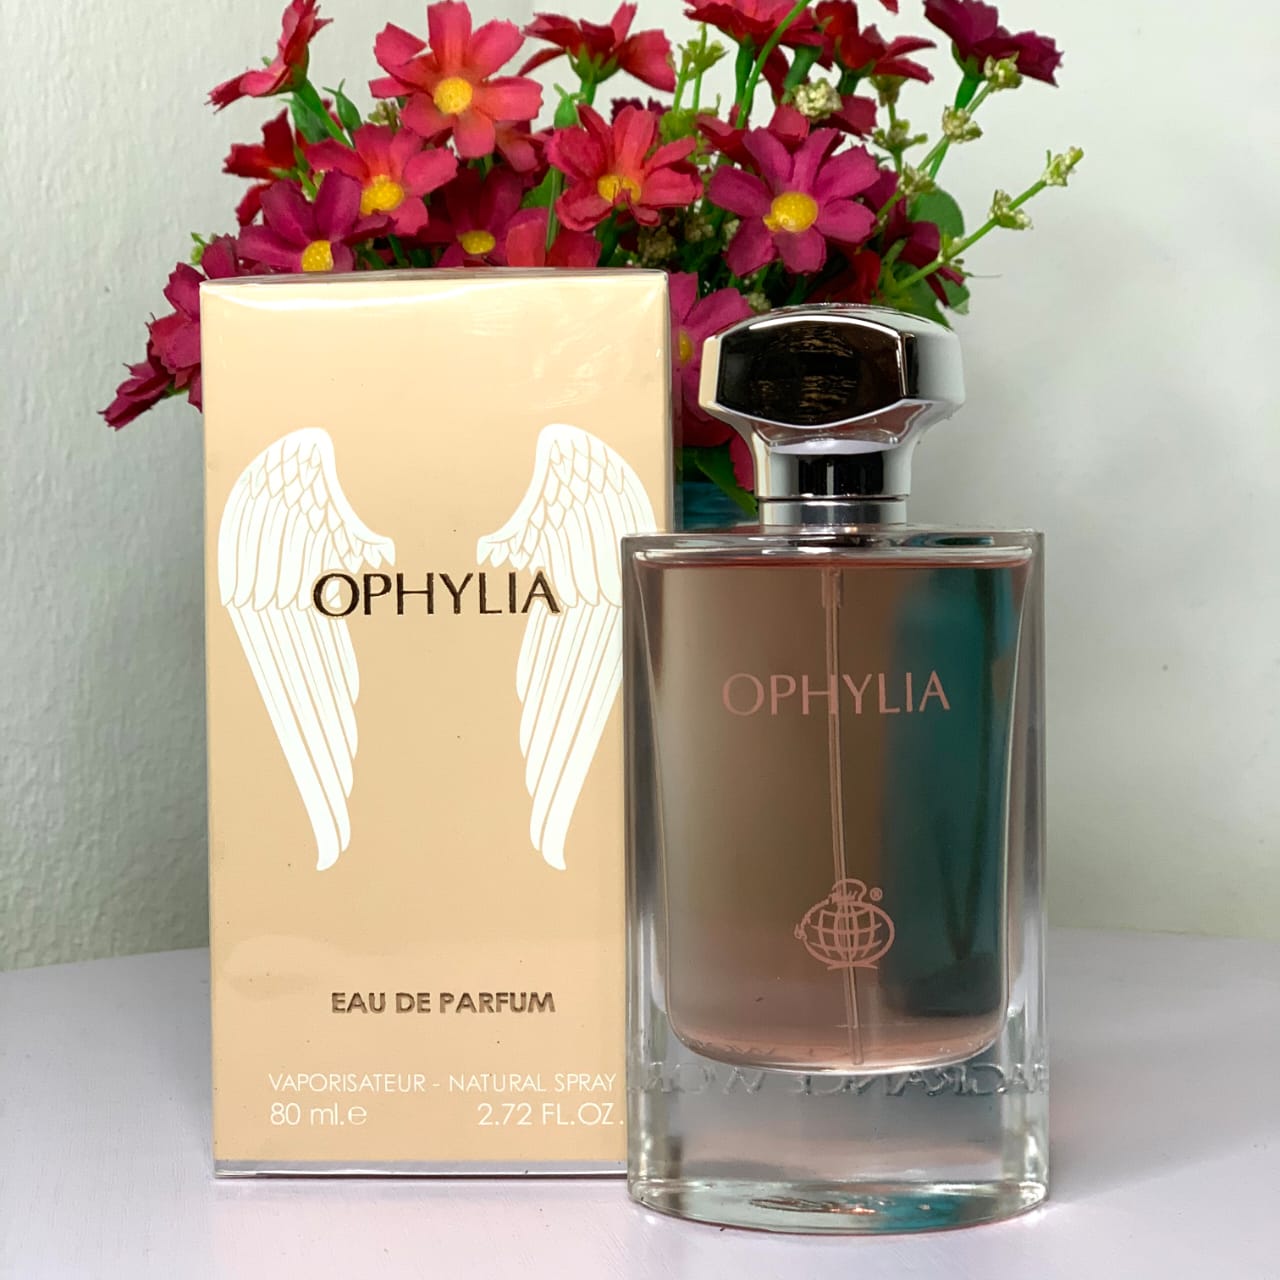 OPHYLIA
EAU DE PARFUM
VAPORISATEUR - NATURAL SPRAY
80 ml.e
2.72 FL.OZ.
OPHYLIA
®